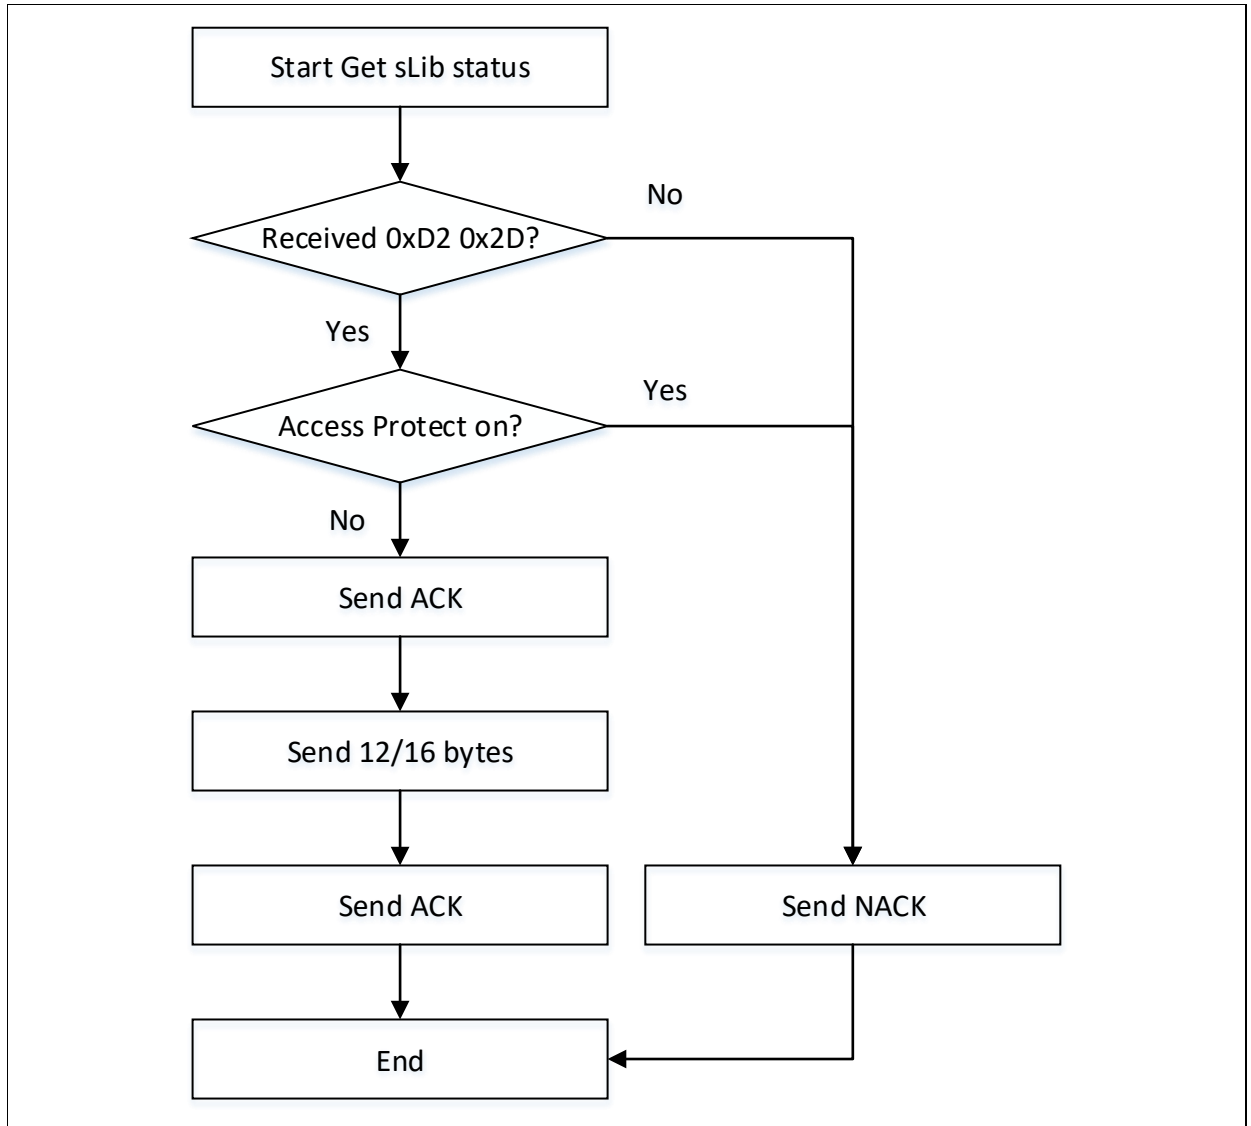 Start Get sLib status
No
Received 0xD2 0x2D?
Yes
Yes
Access Protect on?
No
Send ACK
Send 12/16 bytes
Send ACK
Send NACK
End